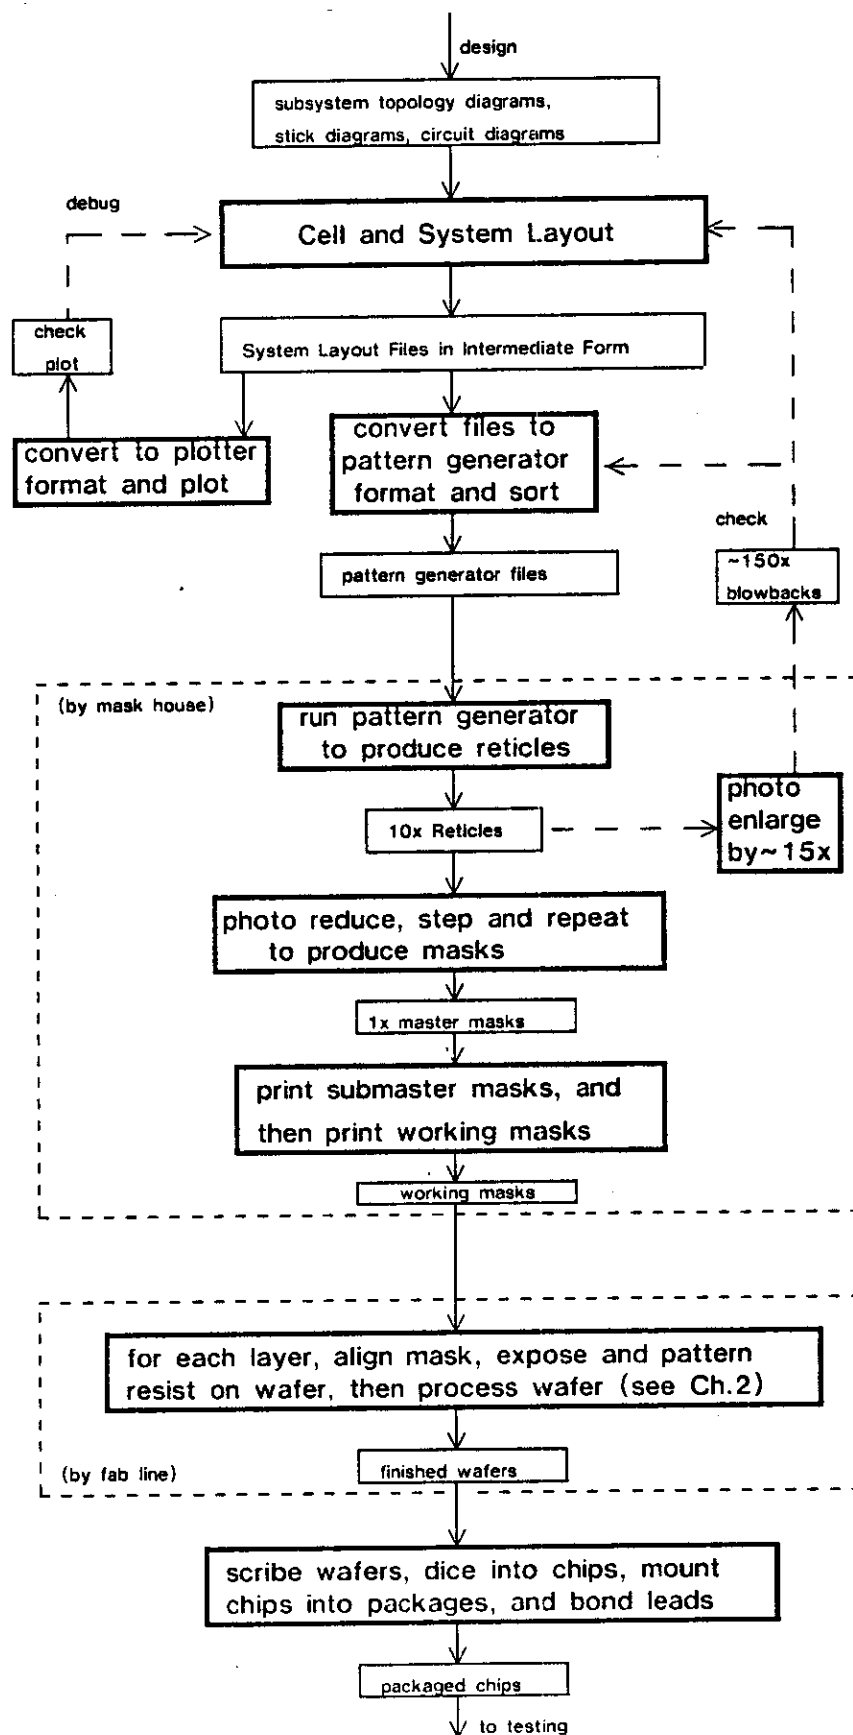 design
subsystem topology diagrams,
stick diagrams, circuit diagrams
debug
Cell and System Layout
check
plot
System Layout Files in Intermediate Form
convert to plotter
format and plot
convert files to
pattern generator
format and sort
check
~150x
blowbacks
pattern generator files
(by mask house)
run pattern generator
to produce reticles
10x Reticles
photo
enlarge
by~15x
photo reduce, step and repeat
to produce masks
1x master masks
print submaster masks, and
then print working masks
working masks
for each layer, align mask, expose and pattern
resist on wafer, then process wafer (see Ch.2)
(by fab line)
finished wafers
scribe wafers, dice into chips, mount
chips into packages, and bond leads
packaged chips
to testing